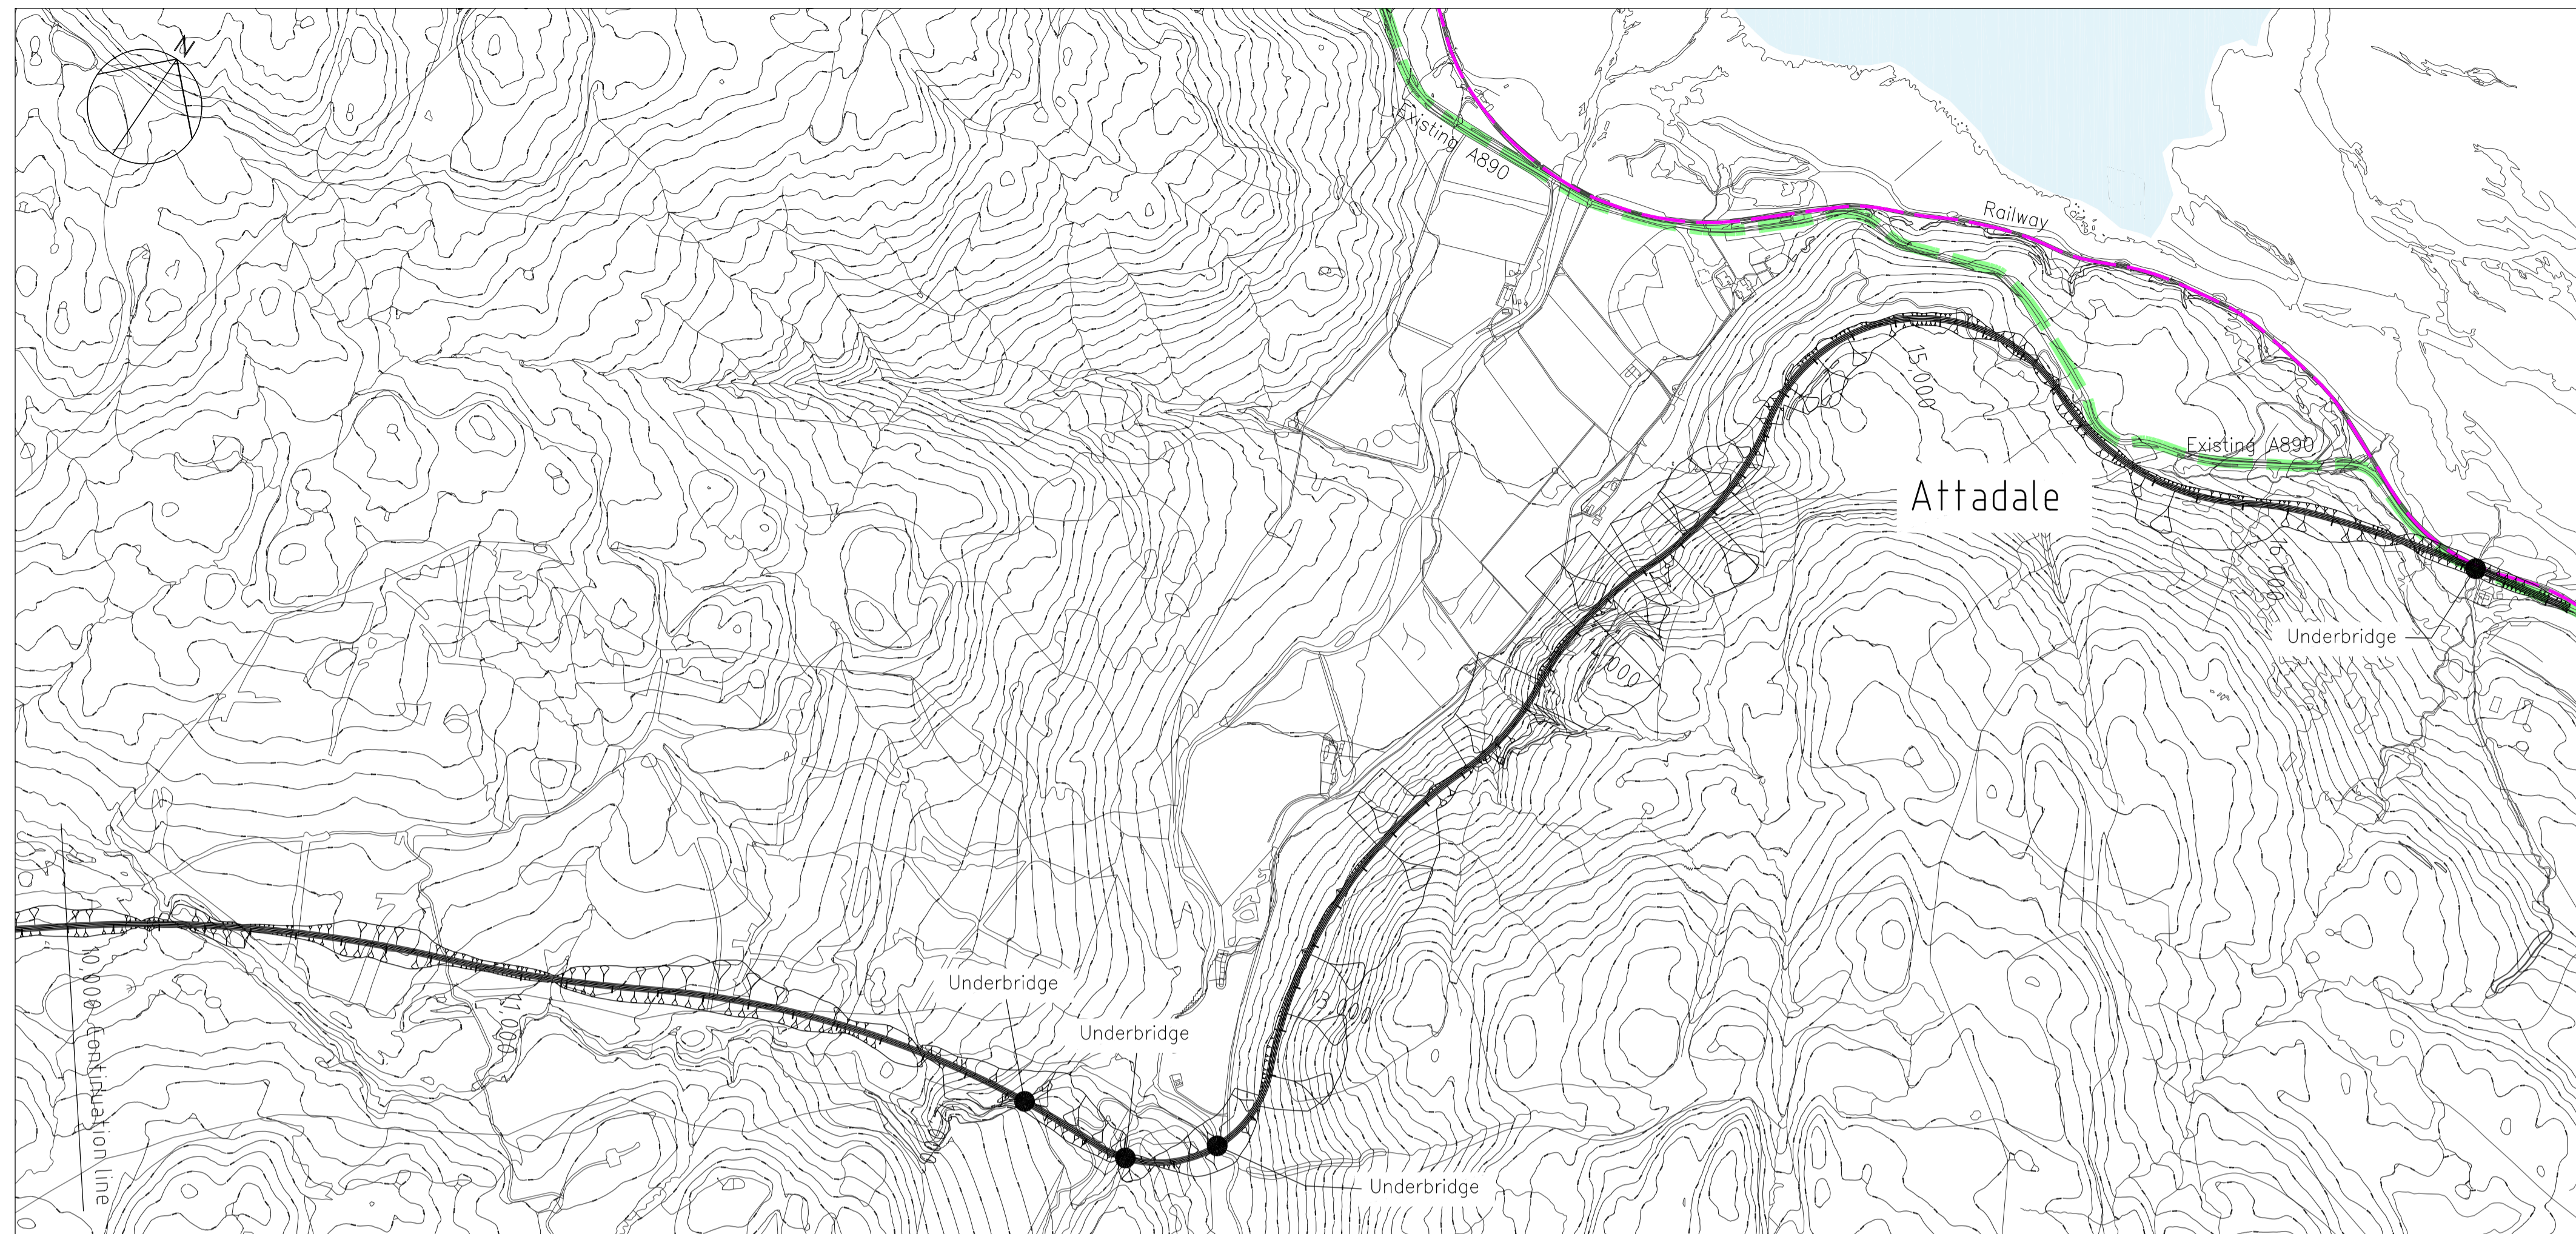 N
Existing A890
Railway
15,000
Existing A890
Attadale
16,000
Underbridge
Underbridge
13,000
Underbridge
11,000
10,000 Continuation line
Underbridge